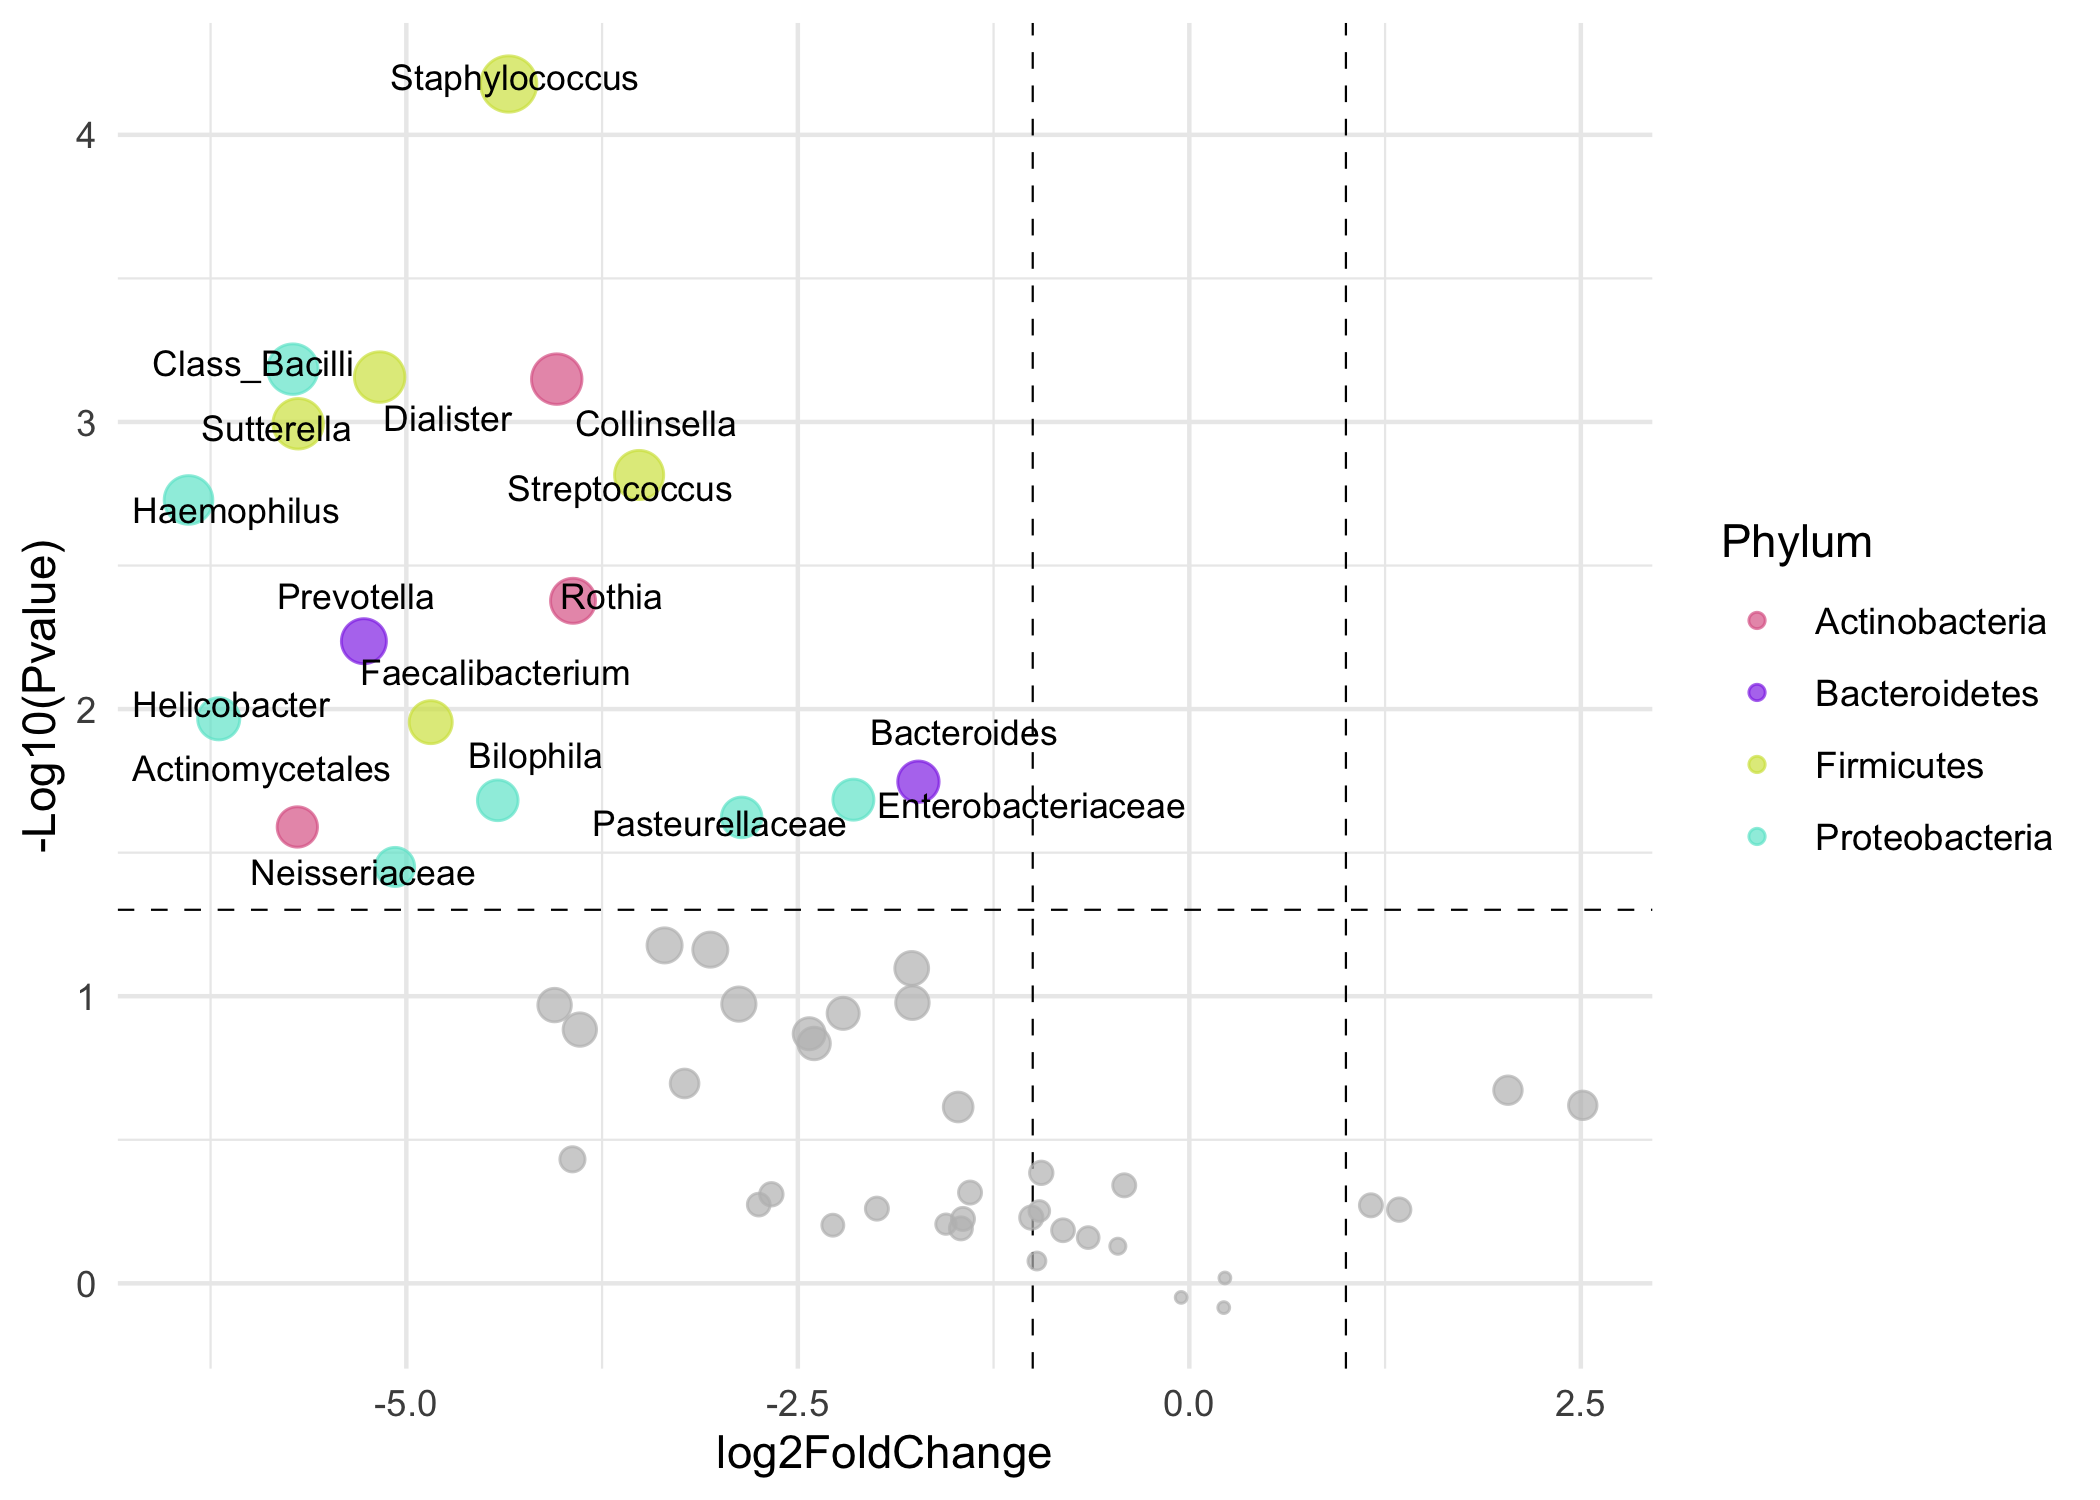 Staphylococcus
4
Class_Bacilli
3
Dialister
Collinsella
Sutterella
Streptococcus
Haemophilus
Prevotella
Rothia
Faecalibacterium
Helicobacter
2
Bacteroides
Bilophila
Actinomycetales
Enterobacteriaceae
Pasteurellaceae
Neisseriaceae
1
0
-Log10(Pvalue)
-5.0
-2.5
0.0
2.5
log2FoldChange
Phylum
Actinobacteria
Bacteroidetes
Firmicutes
Proteobacteria